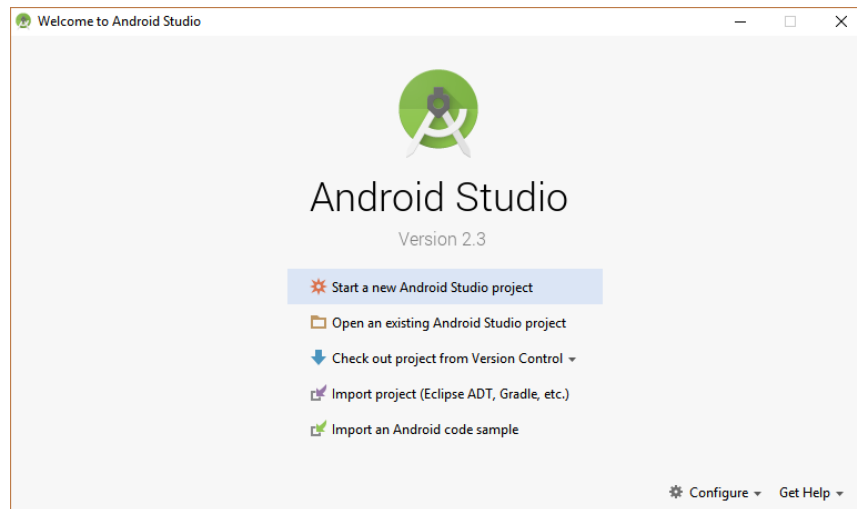 Welcome to Android Studio
Android Studio
Version 2.3
Start a new Android Studio project
Open an existing Android Studio project
Check out project from Version Control
Import project (Eclipse ADT, Gradle, etc.)
Import an Android code sample
Configure Get Help